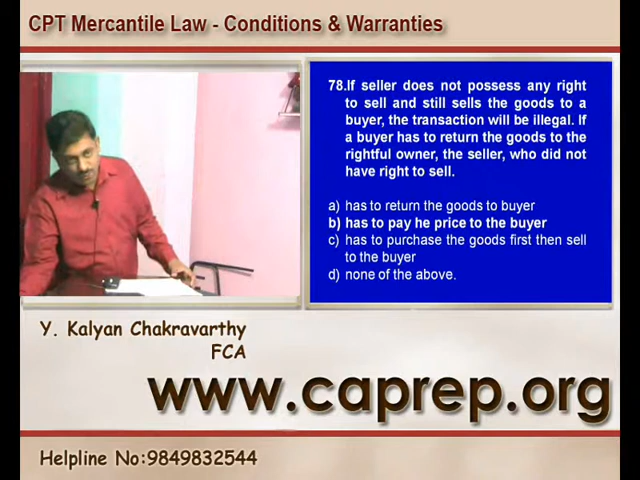 CPT Mercantile Law - Conditions & Warranties
78.If seller does not possess any right
to sell and still sells the goods to a
buyer, the transaction will be illegal. If
a buyer has to return the goods to the
rightful owner, the seller, who did not
have right to sell.
a) has to return the goods to buyer
b) has to pay he price to the buyer
c) has to purchase the goods first then sell
to the buyer
d) none of the above.
Y. Kalyan Chakravarthy
FCA
www.caprep.org
Helpline No:9849832544